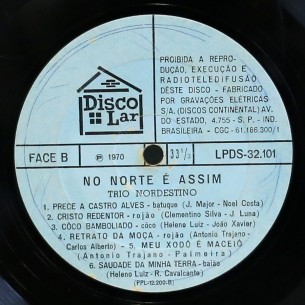 Disco
Lar
PROIBIDA A REPRO-
DUÇÃO, EXECUÇÃO E
RADIOTELEDIFUSÃO
DÊSTE DISCO - FABRICADO
POR GRAVAÇÕES ELÉTRICAS
S/A. (DISCOS CONTINENTAL) AV.
DO ESTADO, 4.755 - S. P. - IND.
BRASILEIRA - CGC - 61.186.300/1
FACE B
℗ 1970
33 1/3
LPDS-32.101
NO NORTE É ASSIM
TRIO NORDESTINO
1. PRECE A CASTRO ALVES - batuque (J. Major - Noel Costa)
2. CRISTO REDENTOR - rojão (Clementino Silva - J. Luna)
3. CÔCO BAMBOLIADO - côco (Heleno Luiz - João Xavier)
4. RETRATO DA MOÇA - rojão (Antonio Trajano -
Carlos Alberto) - 5. MEU XODÓ E MACEIÓ
(Antonio Trajano - Palmeira)
6. SAUDADE DA MINHA TERRA - baião
(Heleno Luiz - R. Cavalcante)
(PPL-12.200-B)